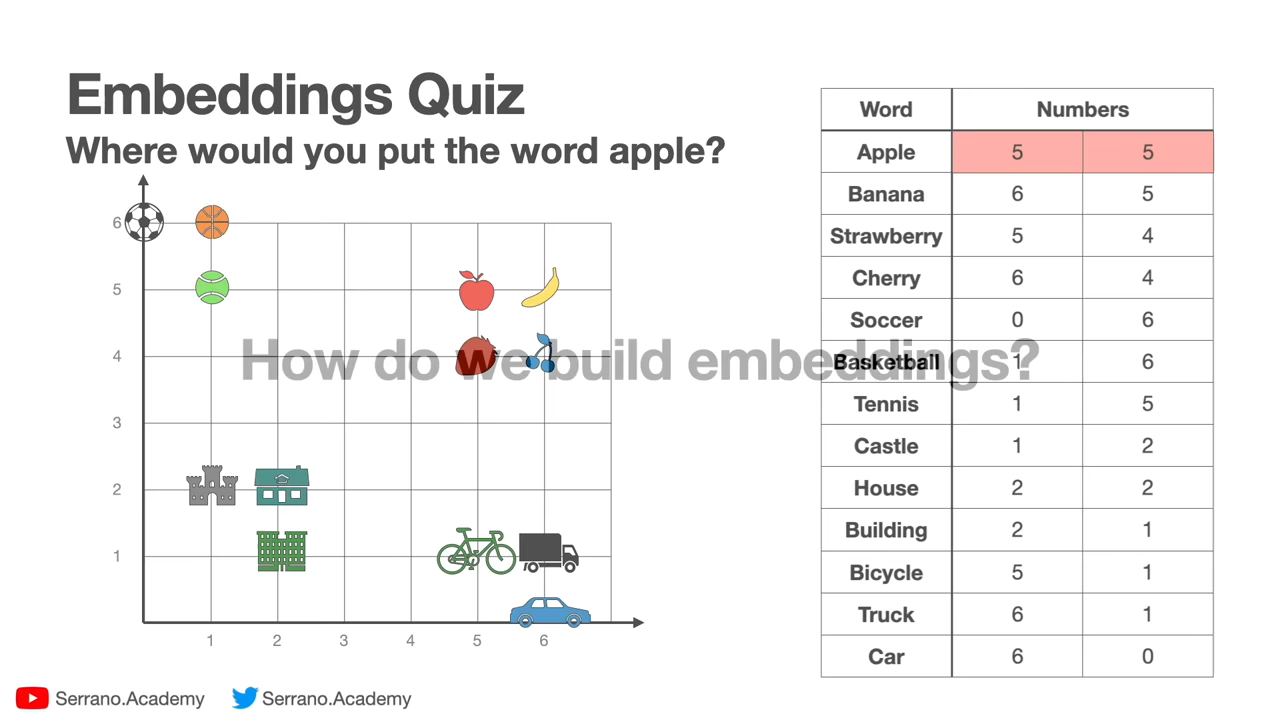 Embeddings Quiz
Where would you put the word apple?
6
5
4
3
2
1
1 2 3 4 5 6
How do we build embeddings?
Word Numbers
Apple 5 5
Banana 6 5
Strawberry 5 4
Cherry 6 4
Soccer 0 6
Basketball 1 6
Tennis 1 5
Castle 1 2
House 2 2
Building 2 1
Bicycle 5 1
Truck 6 1
Car 6 0
Serrano.Academy Serrano.Academy